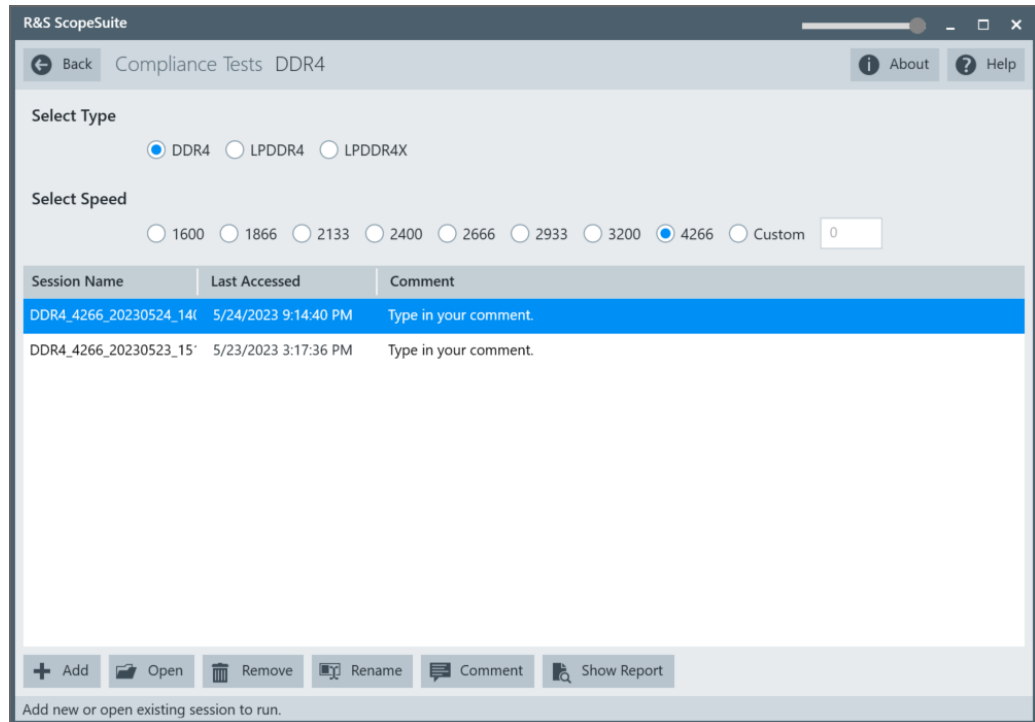 R&S ScopeSuite
Back Compliance Tests DDR4 About Help
Select Type
DDR4 LPDDR4 LPDDR4X
Select Speed
1600 1866 2133 2400 2666 2933 3200 4266 Custom 0
Session Name Last Accessed Comment
DDR4_4266_20230524_140 5/24/2023 9:14:40 PM Type in your comment.
DDR4_4266_20230523_151 5/23/2023 3:17:36 PM Type in your comment.
Add Open Remove Rename Comment Show Report
Add new or open existing session to run.